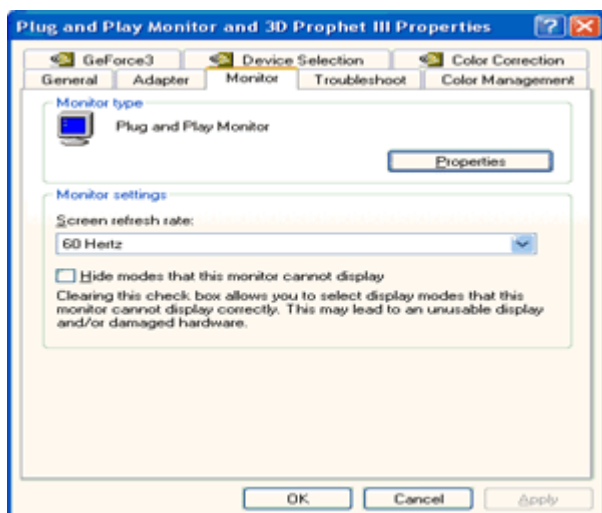 Plug and Play Monitor and 3D Prophet III Properties
GeForce3 Device Selection Color Correction
General Adapter Monitor Troubleshoot Color Management
Monitor type
Plug and Play Monitor
Properties
Monitor settings
Screen refresh rate:
60 Hertz
Hide modes that this monitor cannot display
Clearing this check box allows you to select display modes that this
monitor cannot display correctly. This may lead to an unusable display
and/or damaged hardware.
OK Cancel Apply